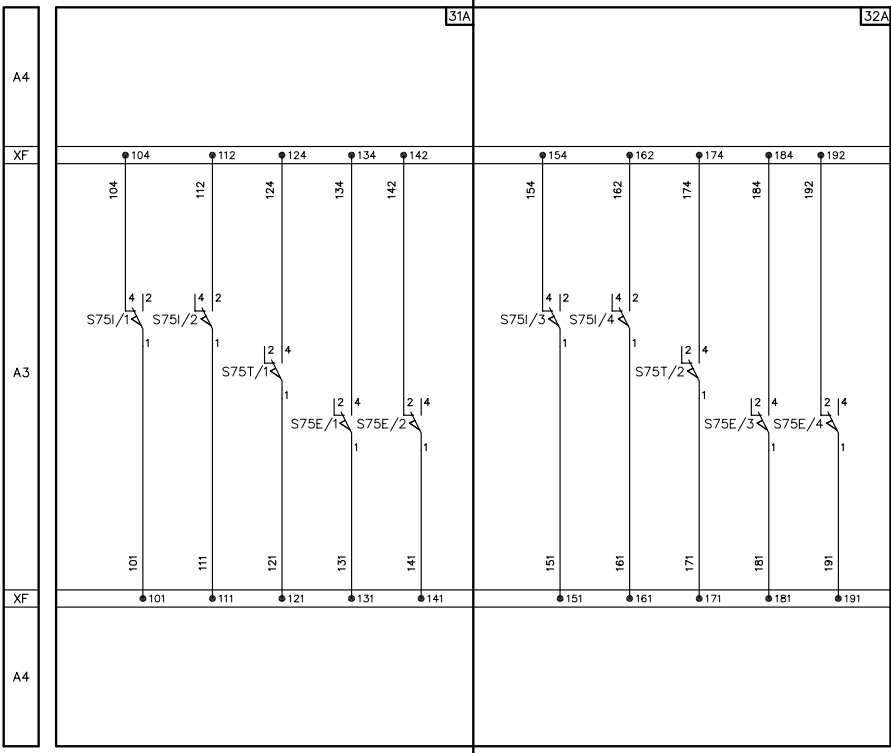 31A 32A
A4
XF 104 112 124 134 142 154 162 174 184 192
104 112 124 134 142 154 162 174 184 192
4 2 4 2 4 2 4 2
S75I/1 S75I/2 S75I/3 S75I/4
1 1 1 1
2 4 2 4
A3 S75T/1 S75T/2
1 1
2 4 2 4 2 4 2 4
S75E/1 S75E/2 S75E/3 S75E/4
1 1 1 1
101 111 121 131 141 151 161 171 181 191
XF 101 111 121 131 141 151 161 171 181 191
A4